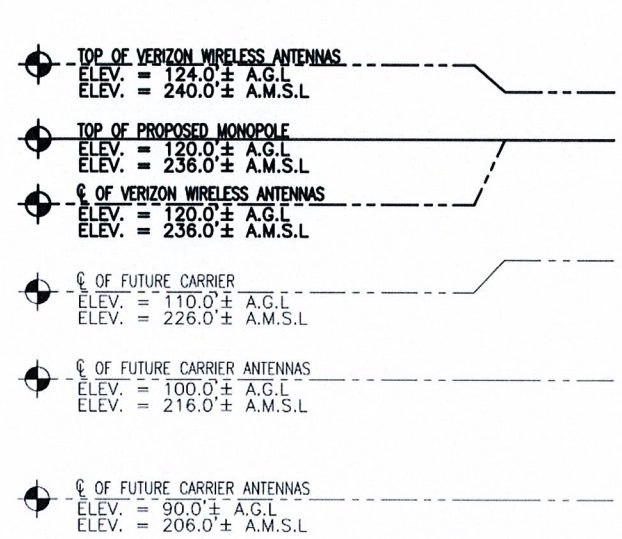 TOP OF VERIZON WIRELESS ANTENNAS
ELEV. = 124.0'± A.G.L
ELEV. = 240.0'± A.M.S.L
TOP OF PROPOSED MONOPOLE
ELEV. = 120.0'± A.G.L
ELEV. = 236.0'± A.M.S.L
℄ OF VERIZON WIRELESS ANTENNAS
ELEV. = 120.0'± A.G.L
ELEV. = 236.0'± A.M.S.L
℄ OF FUTURE CARRIER
ELEV. = 110.0'± A.G.L
ELEV. = 226.0'± A.M.S.L
℄ OF FUTURE CARRIER ANTENNAS
ELEV. = 100.0'± A.G.L
ELEV. = 216.0'± A.M.S.L
℄ OF FUTURE CARRIER ANTENNAS
ELEV. = 90.0'± A.G.L
ELEV. = 206.0'± A.M.S.L